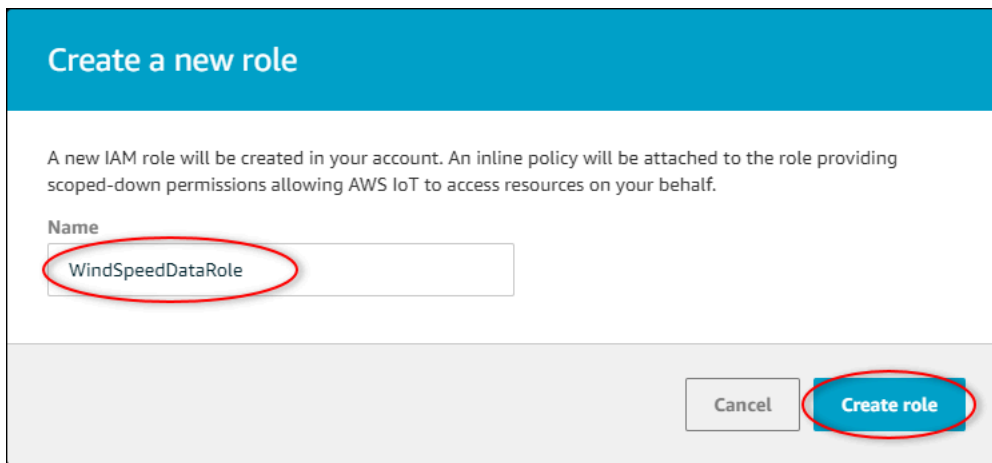 Create a new role
A new IAM role will be created in your account. An inline policy will be attached to the role providing
scoped-down permissions allowing AWS IoT to access resources on your behalf.
Name
WindSpeedDataRole
Cancel
Create role